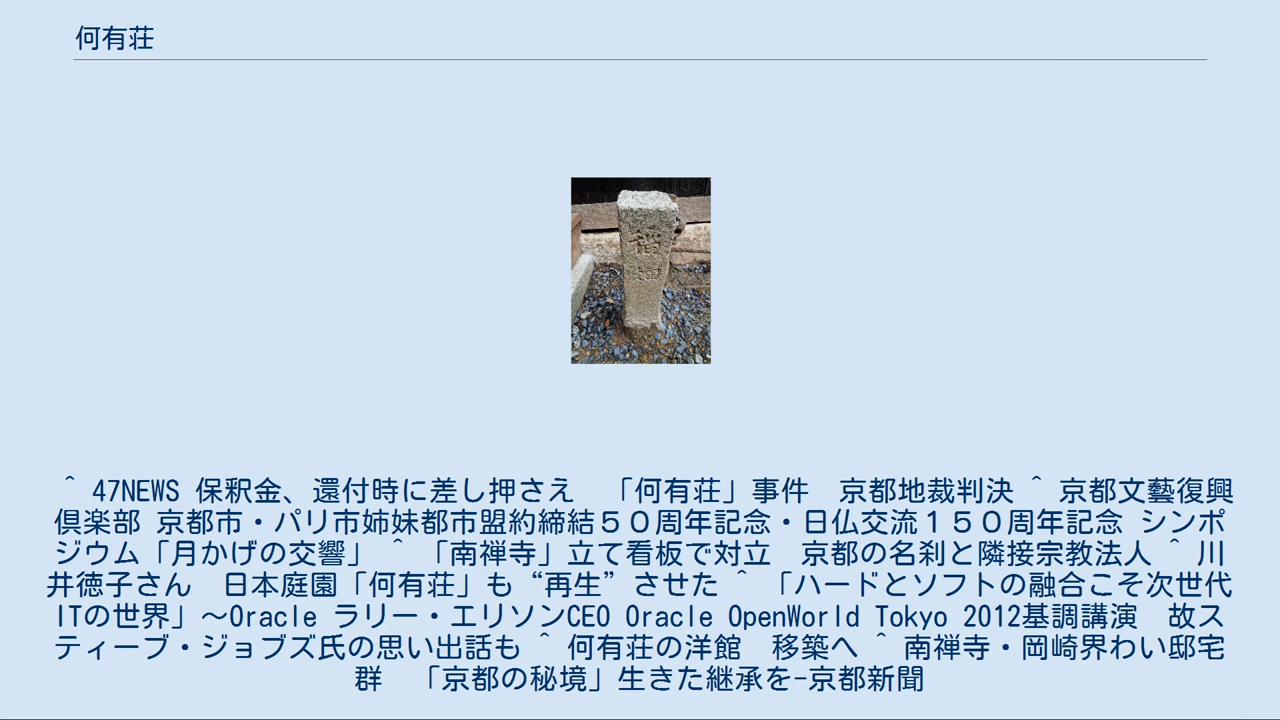 何有荘
稲畑
＾ 47NEWS 保釈金、還付時に差し押さえ　「何有荘」事件　京都地裁判決 ＾ 京都文藝復興
倶楽部 京都市・パリ市姉妹都市盟約締結５０周年記念・日仏交流１５０周年記念 シンポ
ジウム「月かげの交響」 ＾ 「南禅寺」立て看板で対立　京都の名刹と隣接宗教法人 ＾ 川
井徳子さん　日本庭園「何有荘」も“再生”させた ＾ 「ハードとソフトの融合こそ次世代
ITの世界」～Oracle ラリー・エリソンCEO Oracle OpenWorld Tokyo 2012基調講演　故ス
ティーブ・ジョブズ氏の思い出話も ＾ 何有荘の洋館　移築へ ＾ 南禅寺・岡崎界わい邸宅
群　「京都の秘境」生きた継承を-京都新聞